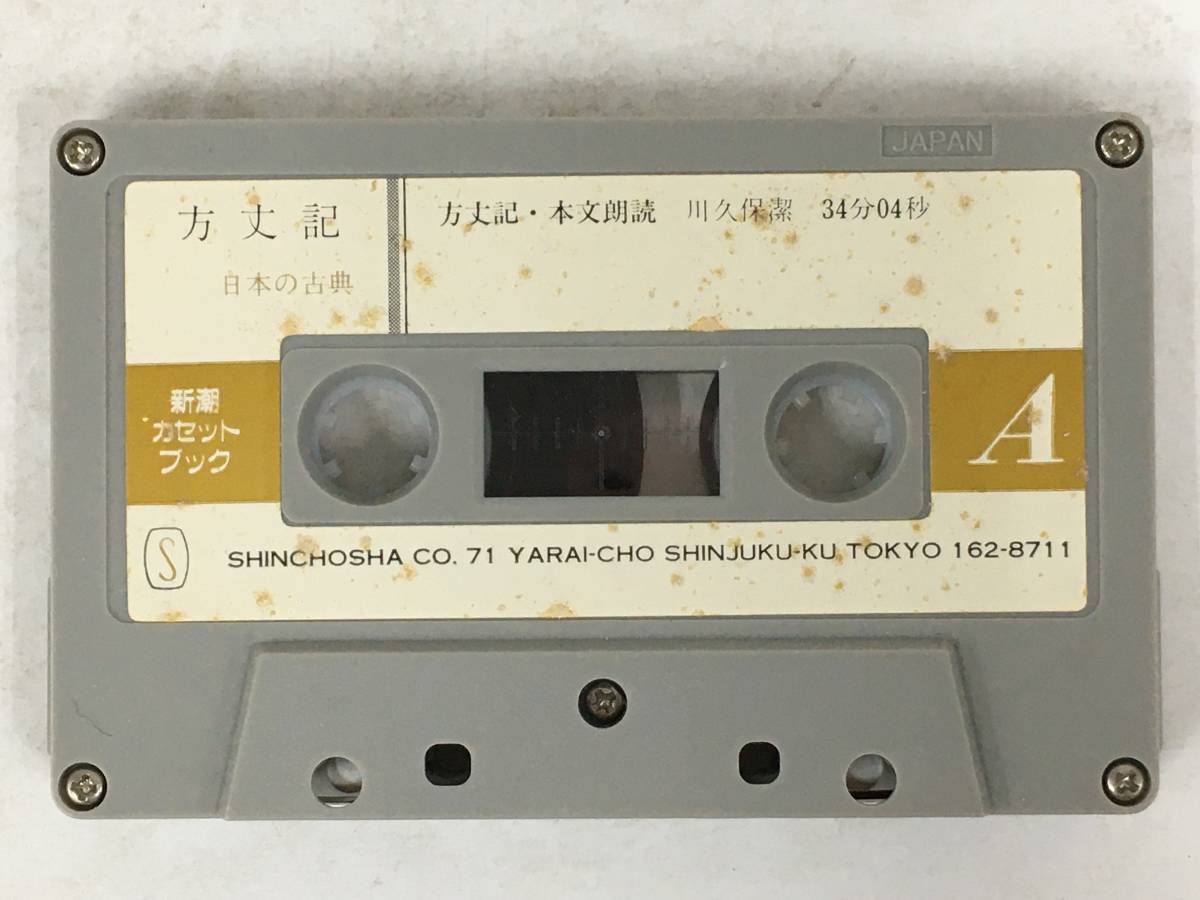 JAPAN
方丈記
日本の古典
方丈記・本文朗読 川久保潔 34分04秒
新潮
カセット
ブック
A
S
SHINCHOSHA CO. 71 YARAI-CHO SHINJUKU-KU TOKYO 162-8711